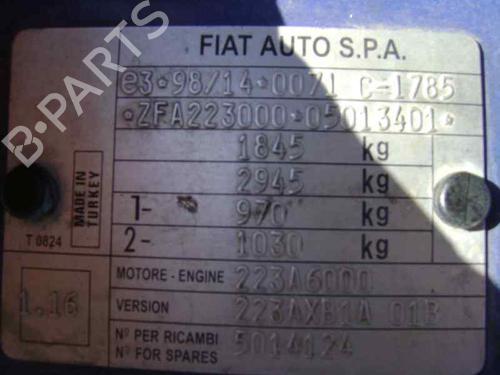 FIAT AUTO S.P.A.
e3*98/14*0071 C-1785
*ZFA223000*05013401*
1845 kg
2945 kg
1- 970 kg
2- 1030 kg
MADE IN TURKEY
T 0824
MOTORE - ENGINE 223A6000
1.16
VERSION 223AXB1A 01B
Nº PER RICAMBI
Nº FOR SPARES 5014124
B-Parts